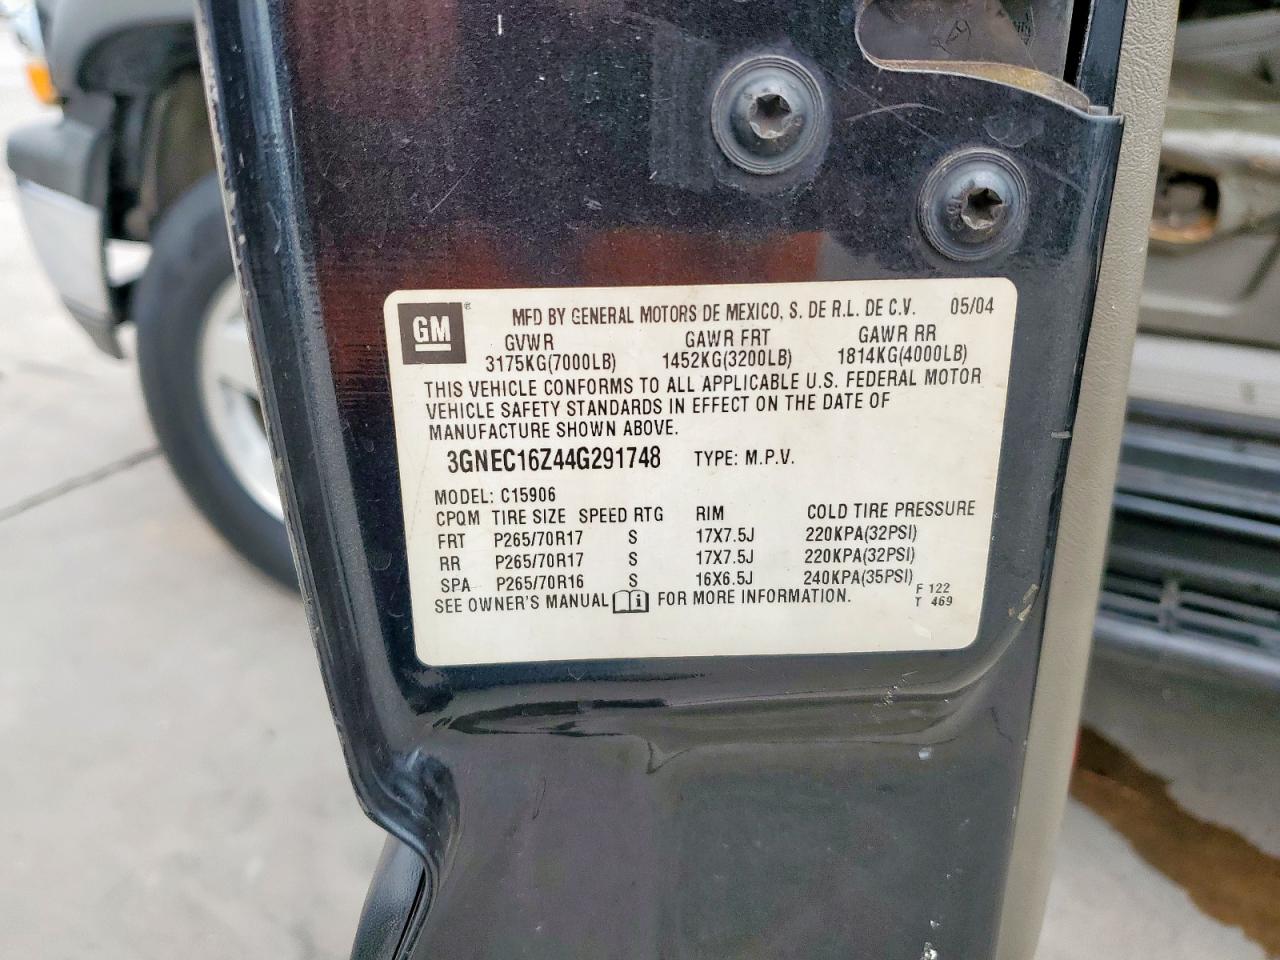 GM ® MFD BY GENERAL MOTORS DE MEXICO, S. DE R.L. DE C.V. 05/04
GVWR GAWR FRT GAWR RR
3175KG(7000LB) 1452KG(3200LB) 1814KG(4000LB)
THIS VEHICLE CONFORMS TO ALL APPLICABLE U.S. FEDERAL MOTOR
VEHICLE SAFETY STANDARDS IN EFFECT ON THE DATE OF
MANUFACTURE SHOWN ABOVE.
3GNEC16Z44G291748 TYPE: M.P.V.
MODEL: C15906
CPQM TIRE SIZE SPEED RTG RIM COLD TIRE PRESSURE
FRT P265/70R17 S 17X7.5J 220KPA(32PSI)
RR P265/70R17 S 17X7.5J 220KPA(32PSI)
SPA P265/70R16 S 16X6.5J 240KPA(35PSI)
SEE OWNER'S MANUAL FOR MORE INFORMATION.
F 122
T 469